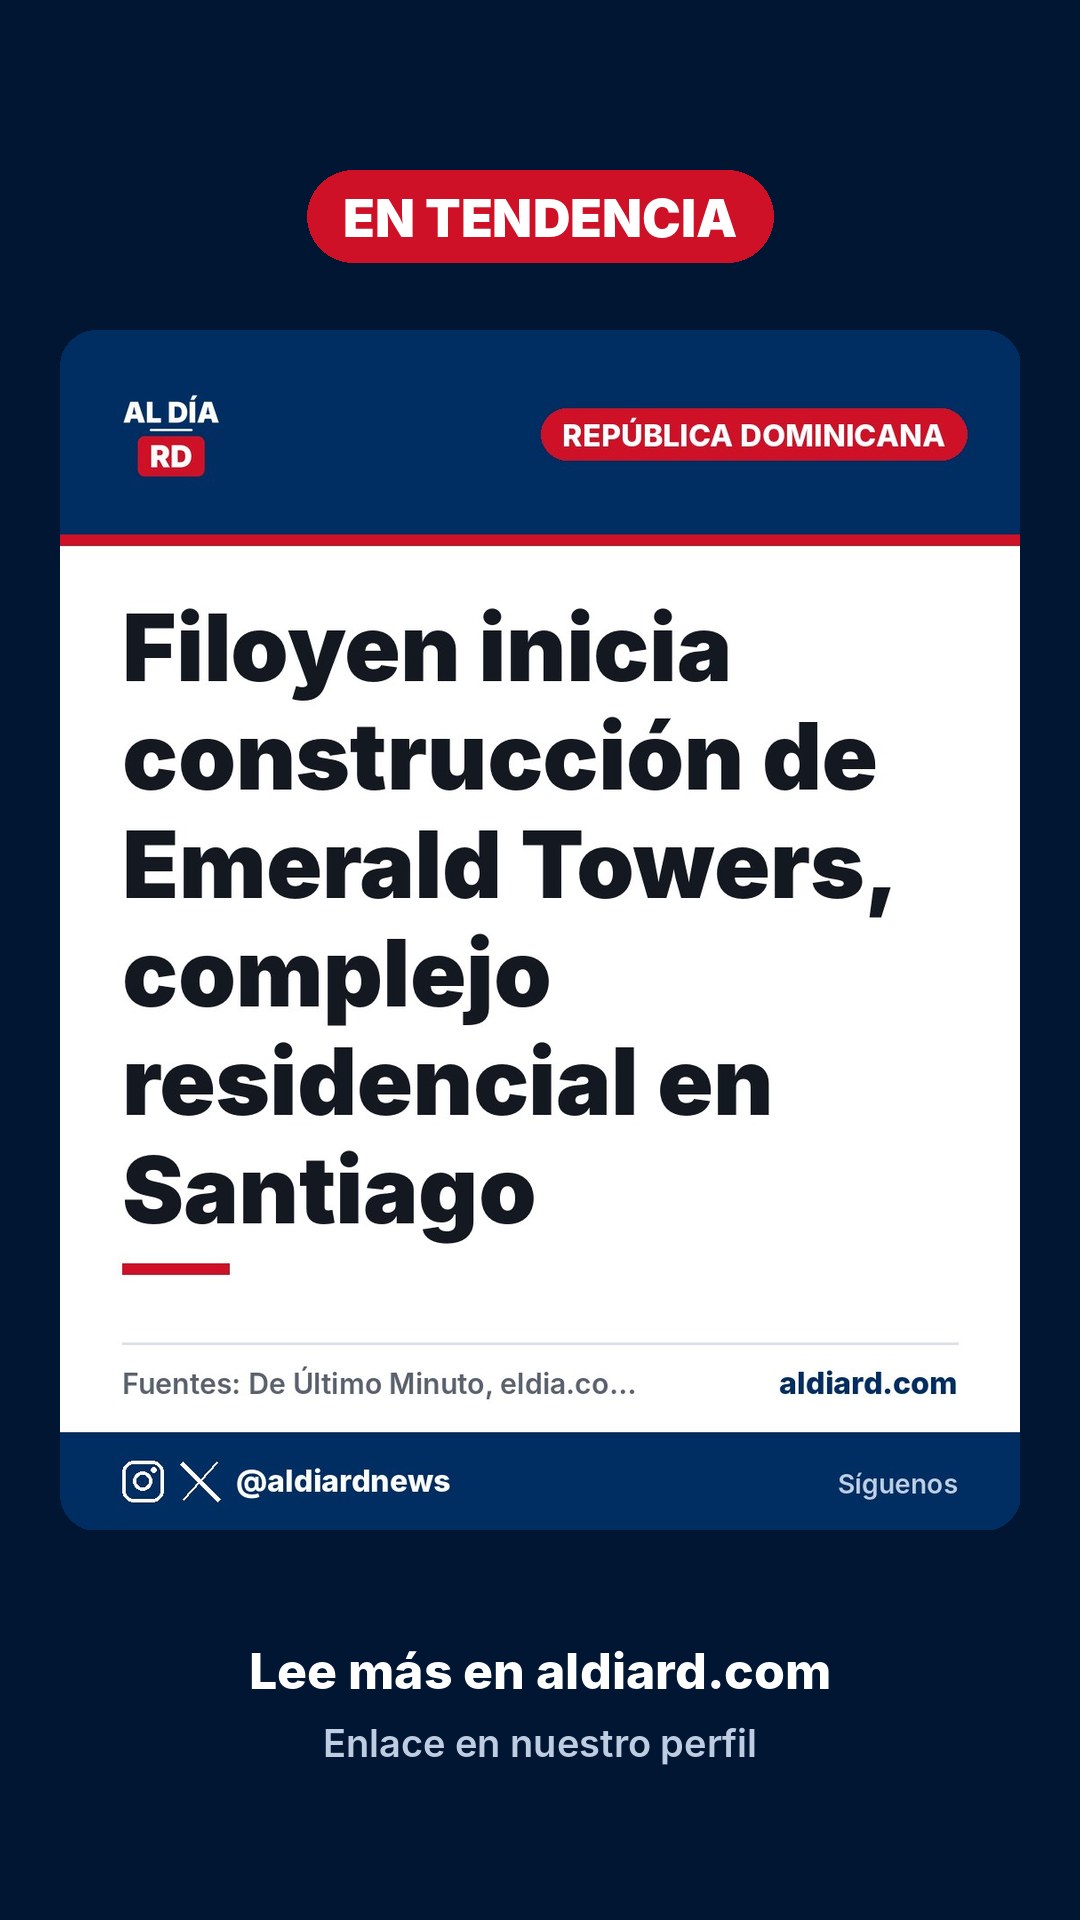 EN TENDENCIA
AL DÍA
RD
REPÚBLICA DOMINICANA
Filoyen inicia
construcción de
Emerald Towers,
complejo
residencial en
Santiago
Fuentes: De Último Minuto, eldia.co...
aldiard.com
@aldiardnews
Síguenos
Lee más en aldiard.com
Enlace en nuestro perfil